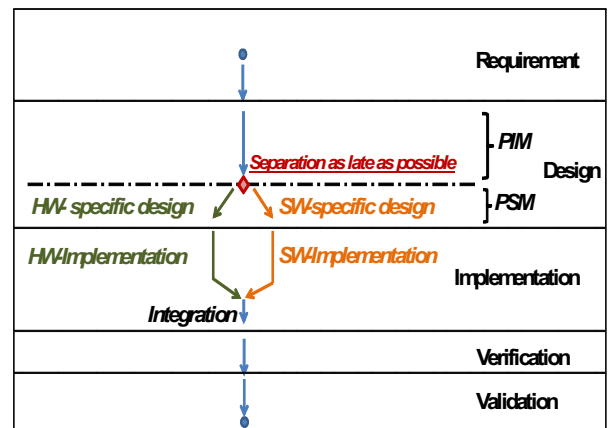 Requirement
PIM
Separation as late as possible
Design
HW- specific design
SW-specific design
PSM
HW-Implementation
SW-Implementation
Implementation
Integration
Verification
Validation